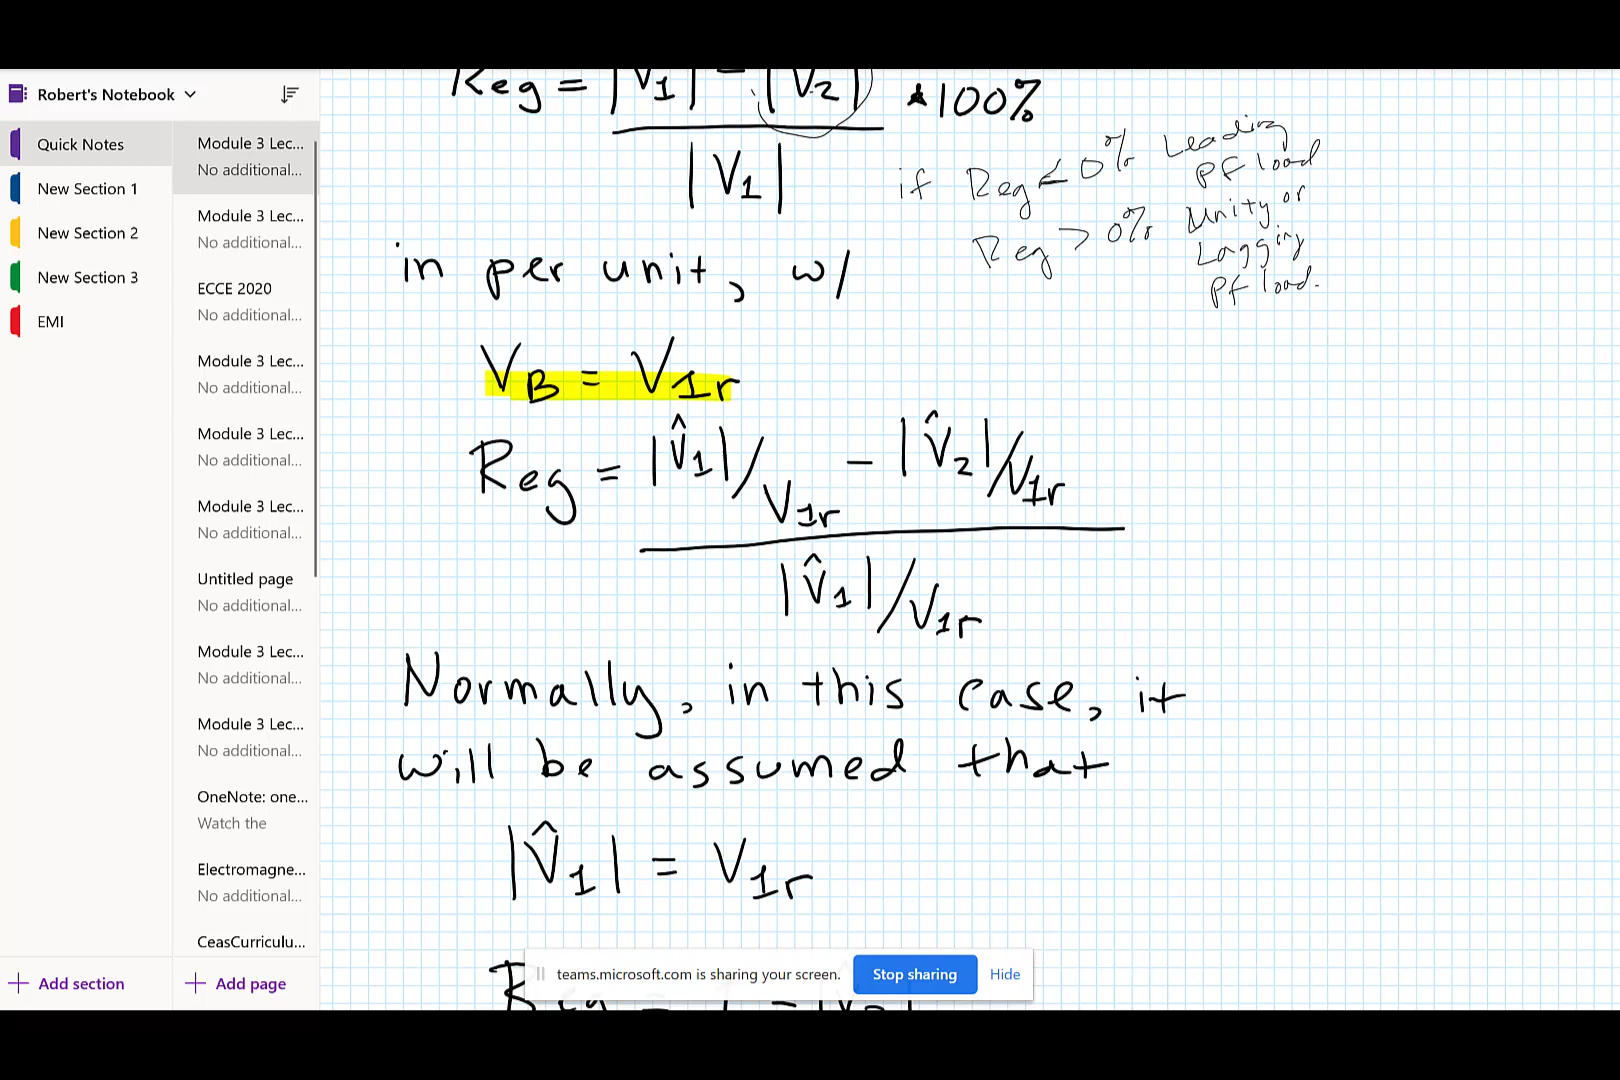 Robert's Notebook
Quick Notes
New Section 1
New Section 2
New Section 3
EMI
Add section
Module 3 Lec...
No additional...
Module 3 Lec...
No additional...
ECCE 2020
No additional...
Module 3 Lec...
No additional...
Module 3 Lec...
No additional...
Module 3 Lec...
No additional...
Untitled page
No additional...
Module 3 Lec...
No additional...
Module 3 Lec...
No additional...
OneNote: one...
Watch the
Electromagne...
No additional...
CeasCurriculu...
Add page
Reg = |V1| - |V2| * 100%
|V1|
if Reg < 0% Leading
PF load
Reg > 0% Unity or
Lagging
Pf load.
in per unit, w/
VB = V1r
Reg = |V̂1|/V1r - |V̂2|/V1r
|V̂1|/V1r
Normally, in this case, it
will be assumed that
|V̂1| = V1r
teams.microsoft.com is sharing your screen.
Stop sharing
Hide